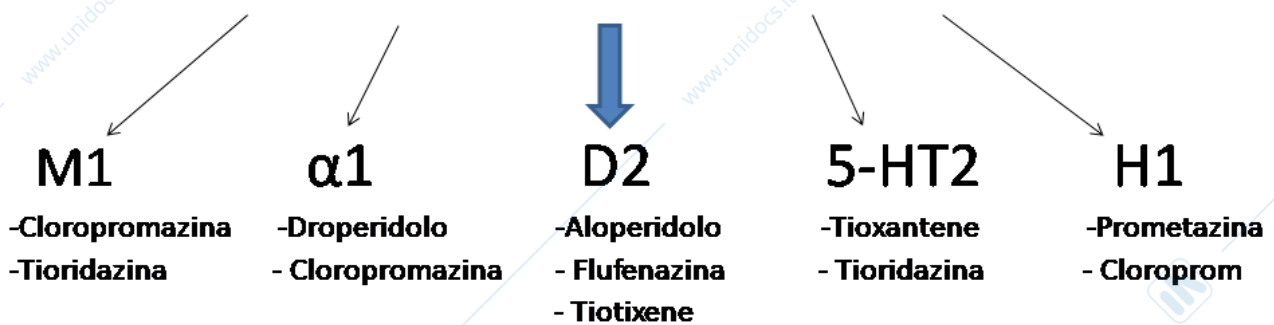 M1 α1 D2 5-HT2 H1
-Cloropromazina -Droperidolo -Aloperidolo -Tioxantene -Prometazina
-Tioridazina - Cloropromazina - Flufenazina - Tioridazina - Cloroprom
- Tiotixene